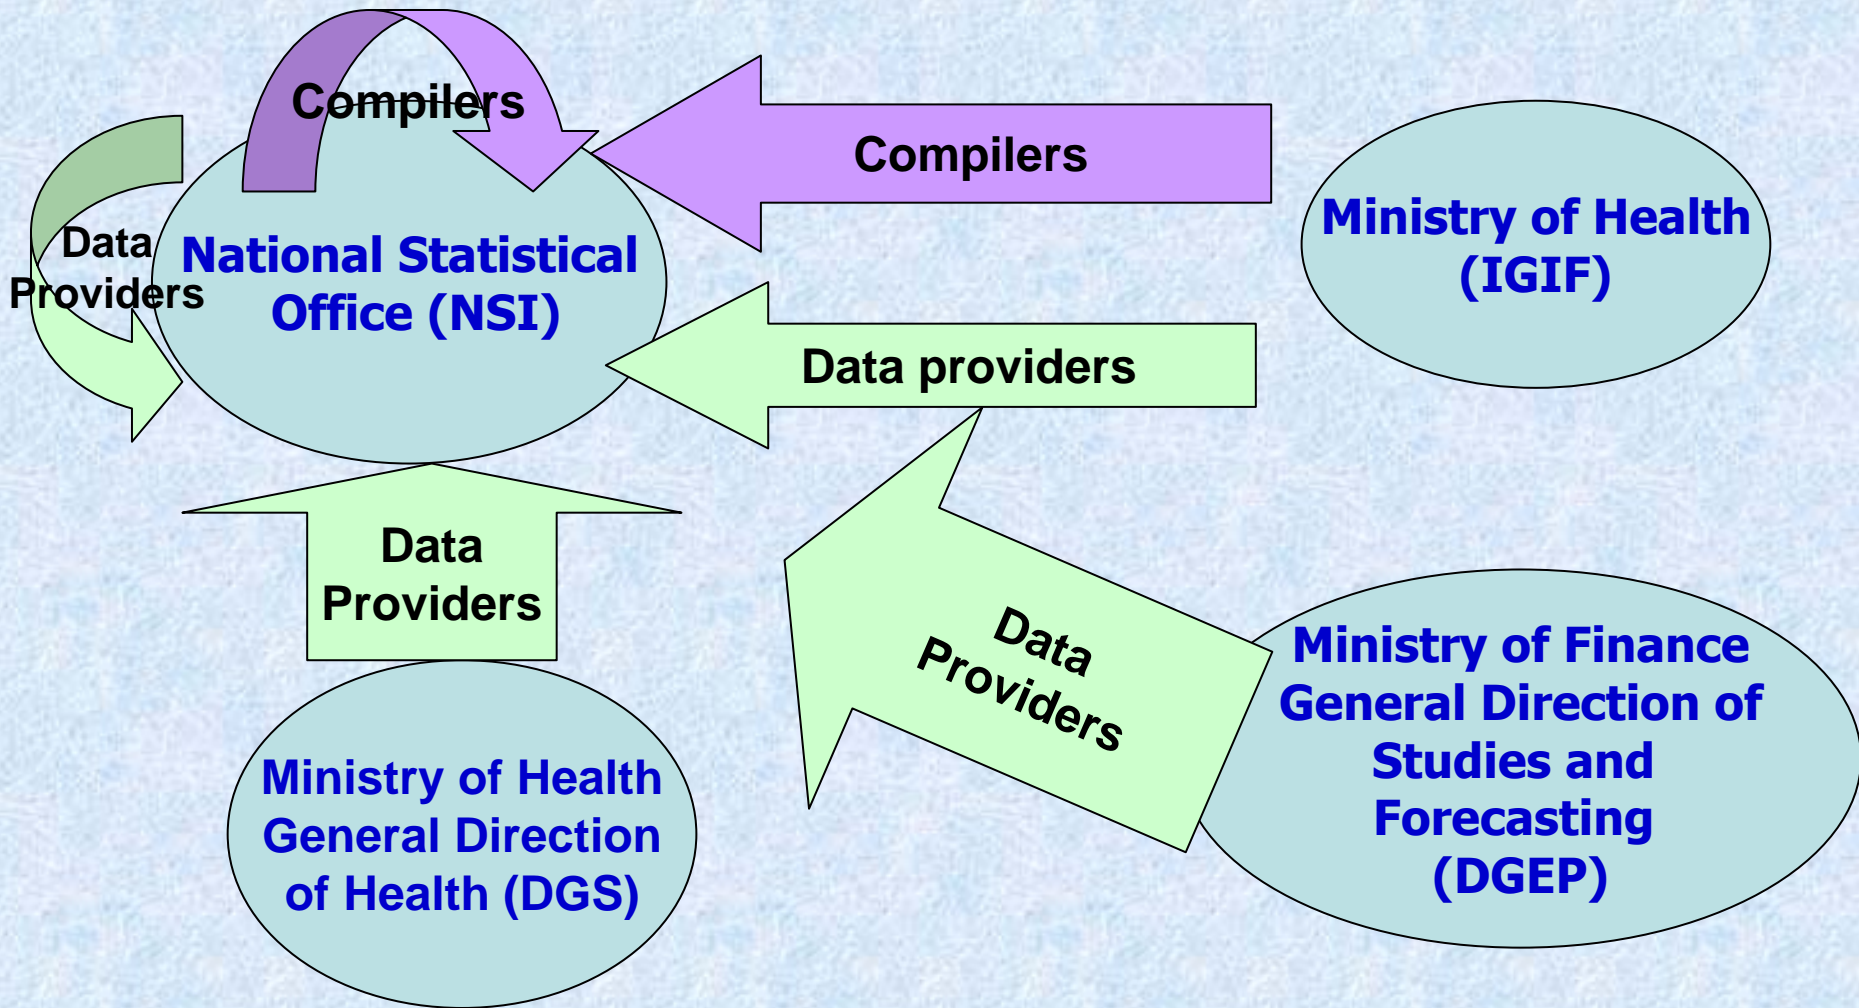 Compilers
Compilers
Data
Providers
National Statistical
Office (NSI)
Ministry of Health
(IGIF)
Data providers
Data
Providers
Data
Providers
Ministry of Finance
General Direction of
Studies and
Forecasting
(DGEP)
Ministry of Health
General Direction
of Health (DGS)